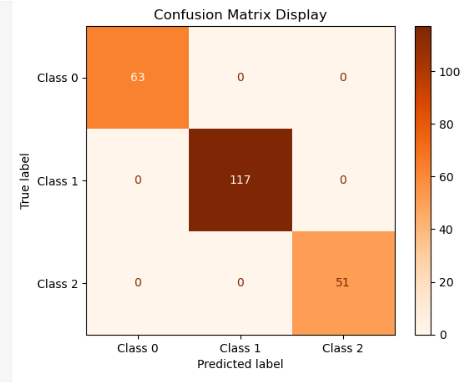 Confusion Matrix Display
Class 0
63
0
0
Class 1
0
117
0
Class 2
0
0
51
Class 0
Class 1
Class 2
True label
Predicted label
100
80
60
40
20
0